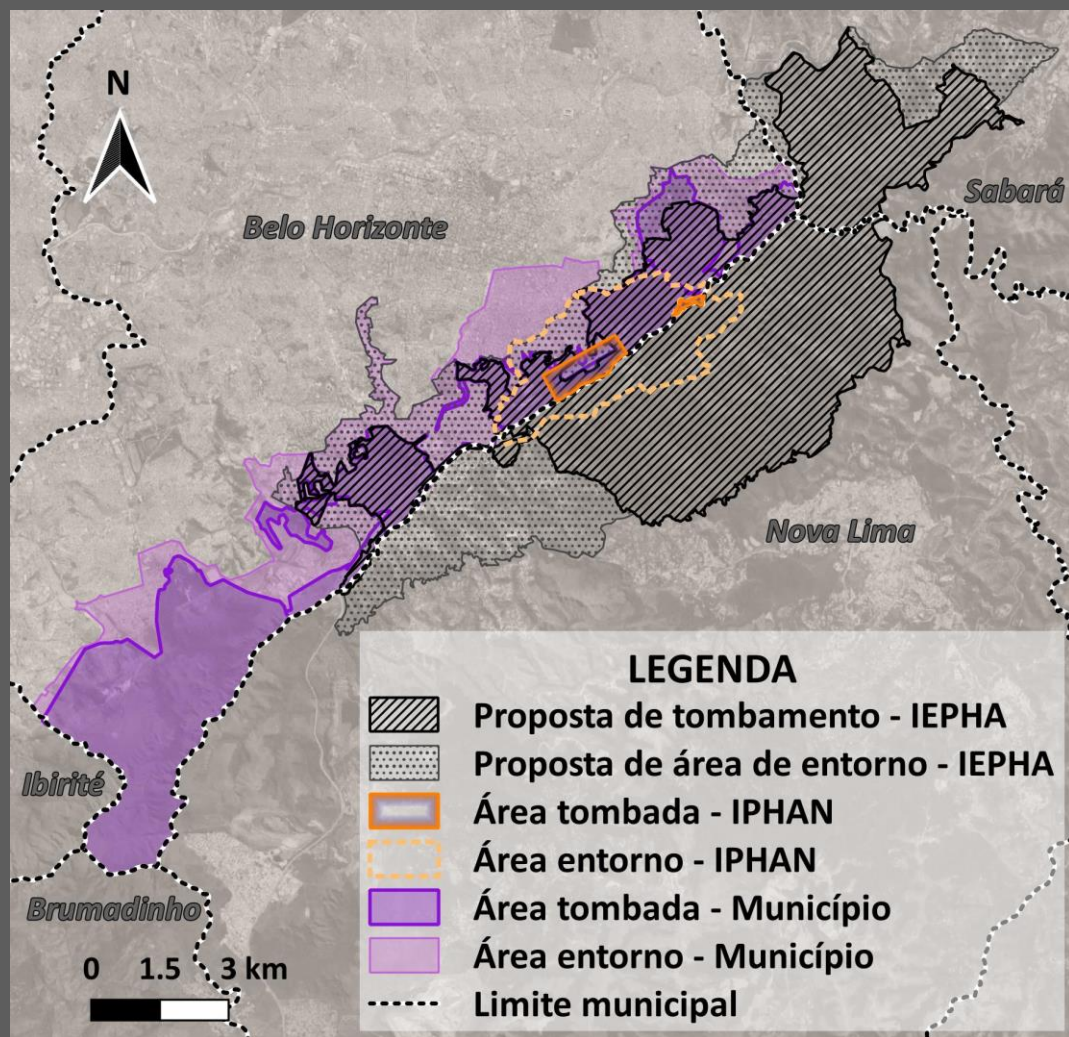 N
Belo Horizonte
Sabará
Nova Lima
Ibirité
Brumadinho
0 1.5 3 km
LEGENDA
Proposta de tombamento - IEPHA
Proposta de área de entorno - IEPHA
Área tombada - IPHAN
Área entorno - IPHAN
Área tombada - Município
Área entorno - Município
Limite municipal